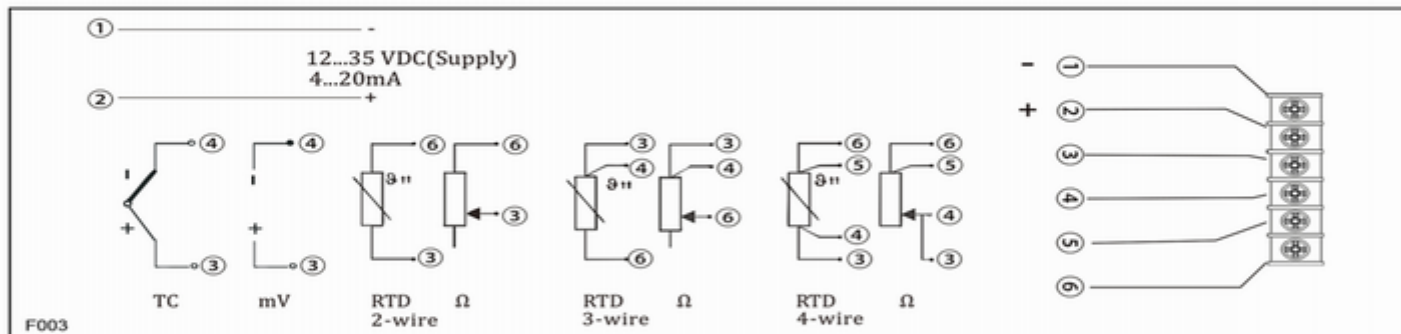 ① -
12...35 VDC(Supply)
4...20mA
② +
④ ④ ⑥ ⑥ ③ ③ ⑥ ⑥
④ ④ ⑤ ⑤
- - ϑ'' ϑ'' ϑ''
+ + ③ ⑥ ④ ④
③ ③ ③ ⑥ ③ ③
TC mV RTD Ω RTD Ω RTD Ω
2-wire 3-wire 4-wire
F003
- ①
+ ②
③
④
⑤
⑥